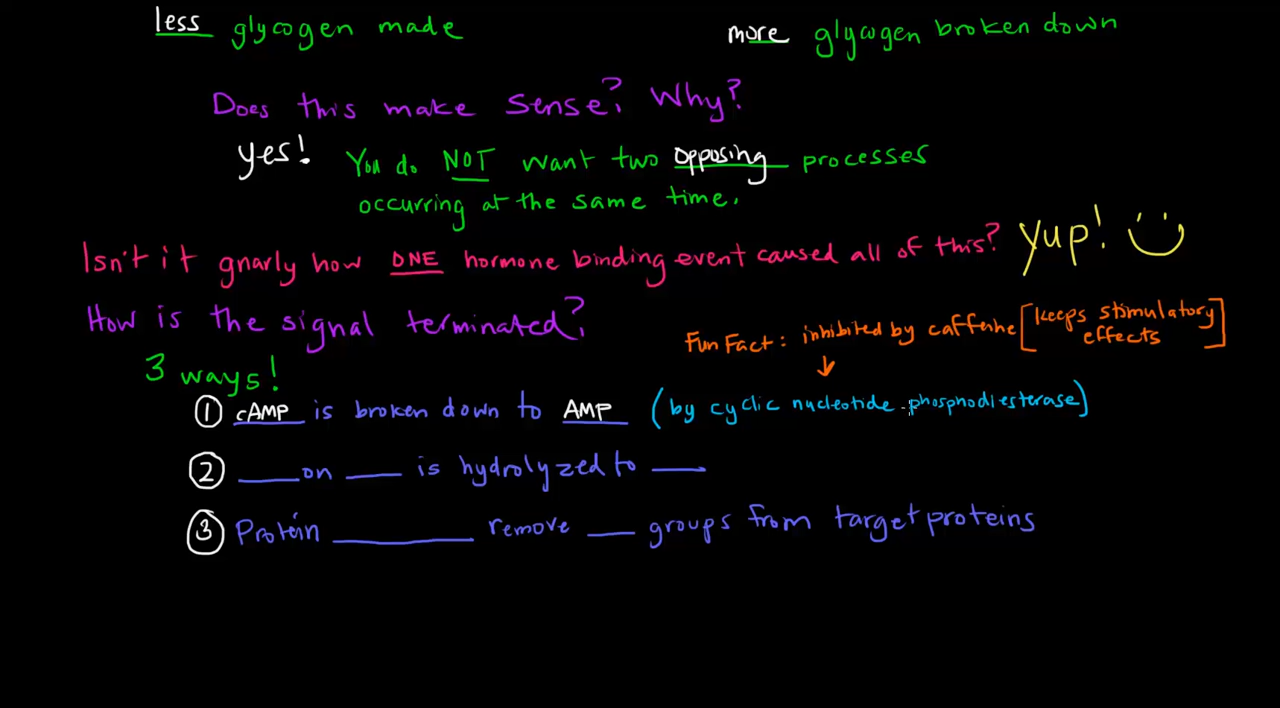 less glycogen made
more glycogen broken down
Does this make sense? Why?
yes! You do NOT want two opposing processes
occurring at the same time.
Isn't it gnarly how ONE hormone binding event caused all of this? Yup!
How is the signal terminated?
Fun Fact: inhibited by caffeine [keeps stimulatory
effects]
3 ways!
① cAMP is broken down to AMP (by cyclic nucleotide phosphodiesterase)
② ____ on ____ is hydrolyzed to ____
③ Protein ________ remove ___ groups from target proteins